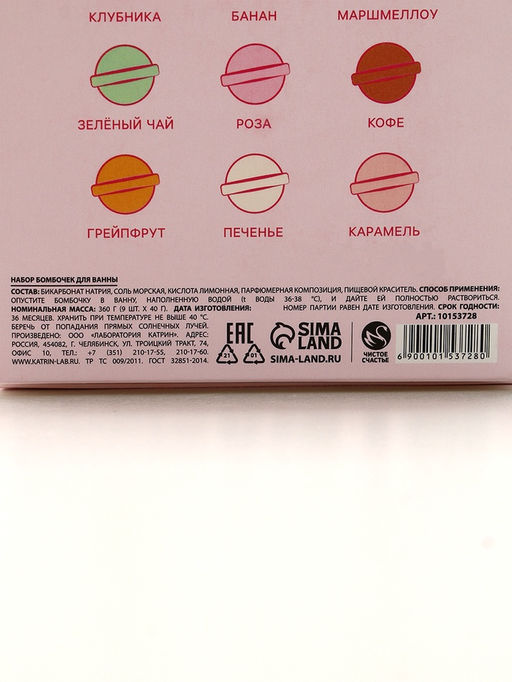 КЛУБНИКА БАНАН МАРШМЕЛЛОУ
ЗЕЛЁНЫЙ ЧАЙ РОЗА КОФЕ
ГРЕЙПФРУТ ПЕЧЕНЬЕ КАРАМЕЛЬ
НАБОР БОМБОЧЕК ДЛЯ ВАННЫ
СОСТАВ: БИКАРБОНАТ НАТРИЯ, СОЛЬ МОРСКАЯ, КИСЛОТА ЛИМОННАЯ, ПАРФЮМЕРНАЯ КОМПОЗИЦИЯ, ПИЩЕВОЙ КРАСИТЕЛЬ. СПОСОБ ПРИМЕНЕНИЯ:
ОПУСТИТЕ БОМБОЧКУ В ВАННУ, НАПОЛНЕННУЮ ВОДОЙ (t ВОДЫ 36-38 °С), И ДАЙТЕ ЕЙ ПОЛНОСТЬЮ РАСТВОРИТЬСЯ.
НОМИНАЛЬНАЯ МАССА: 360 Г (9 ШТ. Х 40 Г). ДАТА ИЗГОТОВЛЕНИЯ: НОМЕР ПАРТИИ РАВЕН ДАТЕ ИЗГОТОВЛЕНИЯ. СРОК ГОДНОСТИ:
36 МЕСЯЦЕВ. ХРАНИТЬ ПРИ ТЕМПЕРАТУРЕ НЕ ВЫШЕ 40 °С.
БЕРЕЧЬ ОТ ПОПАДАНИЯ ПРЯМЫХ СОЛНЕЧНЫХ ЛУЧЕЙ.
ПРОИЗВЕДЕНО: ООО «ЛАБОРАТОРИЯ КАТРИН». АДРЕС:
РОССИЯ, 454082, Г. ЧЕЛЯБИНСК, УЛ. ТРОИЦКИЙ ТРАКТ, 74,
ОФИС 10, ТЕЛ.: +7 (351) 210-17-55, 210-17-60.
WWW.KATRIN-LAB.RU. ТР ТС 009/2011. ГОСТ 32851-2014.
АРТ.: 10153728
EAC
21 01
SIMA
LAND
SIMA-LAND.RU
ЧИСТОЕ
СЧАСТЬЕ
6 900101 537280